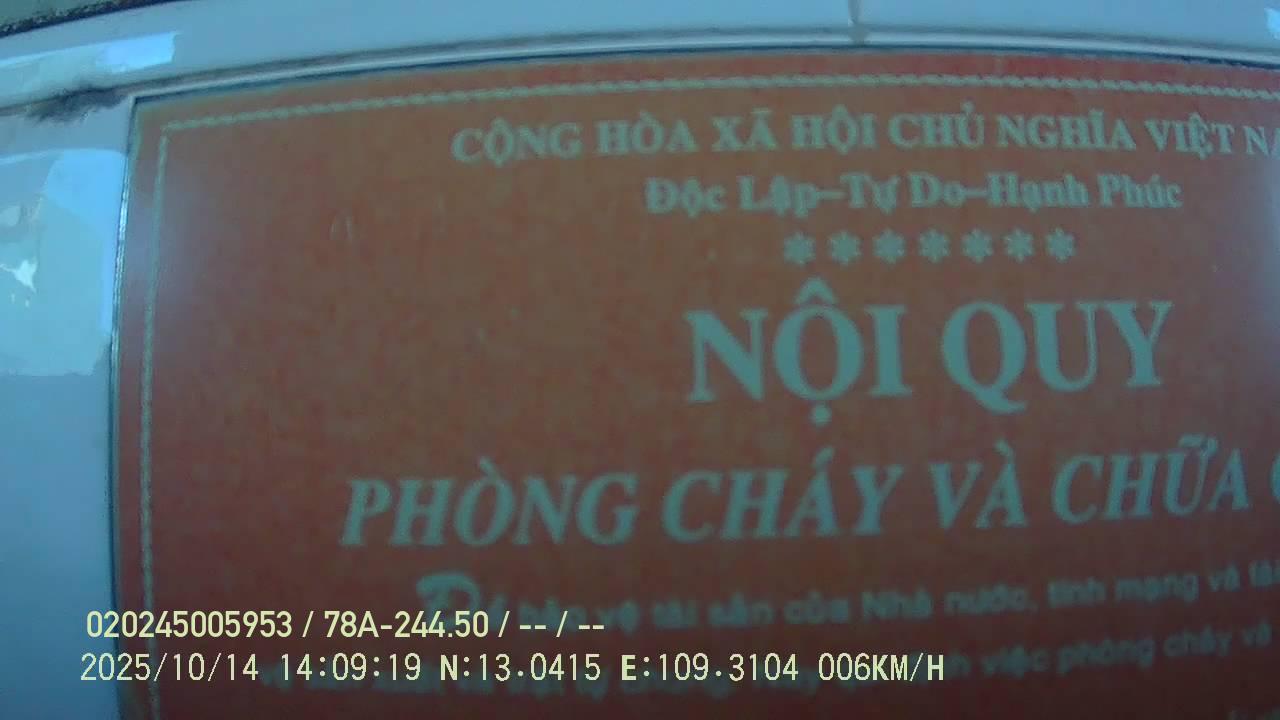 CỘNG HÒA XÃ HỘI CHỦ NGHĨA VIỆT NA
Độc Lập–Tự Do–Hạnh Phúc
*******
NỘI QUY
PHÒNG CHÁY VÀ CHỮA
Để bảo vệ tài sản của Nhà nước, tính mạng và tà
việc phòng cháy và
020245005953 / 78A-244.50 / -- / --
2025/10/14 14:09:19 N:13.0415 E:109.3104 006KM/H